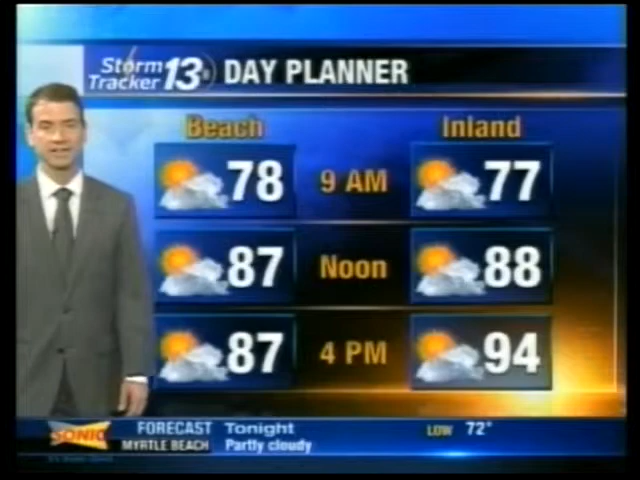 Storm
Tracker 13
DAY PLANNER
Beach
Inland
78 9 AM 77
87 Noon 88
87 4 PM 94
SONIC
FORECAST Tonight LOW 72°
MYRTLE BEACH Partly cloudy